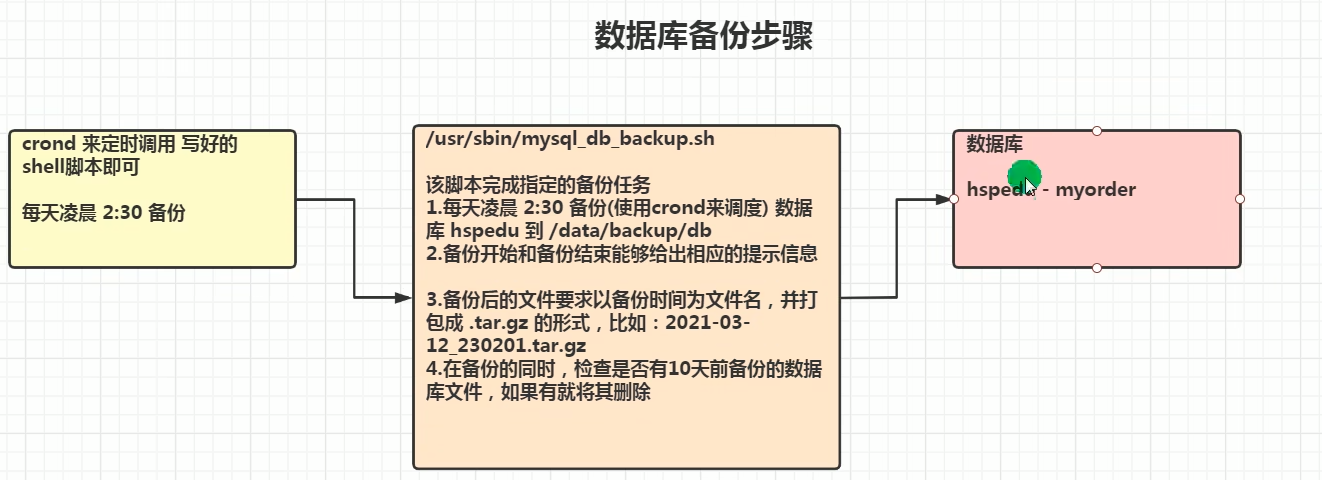 数据库备份步骤
crond 来定时调用 写好的
shell脚本即可
每天凌晨 2:30 备份
/usr/sbin/mysql_db_backup.sh
该脚本完成指定的备份任务
1.每天凌晨 2:30 备份(使用crond来调度) 数据
库 hspedu 到 /data/backup/db
2.备份开始和备份结束能够给出相应的提示信息
3.备份后的文件要求以备份时间为文件名，并打
包成 .tar.gz 的形式，比如：2021-03-
12_230201.tar.gz
4.在备份的同时，检查是否有10天前备份的数据
库文件，如果有就将其删除
数据库
hspedu - myorder